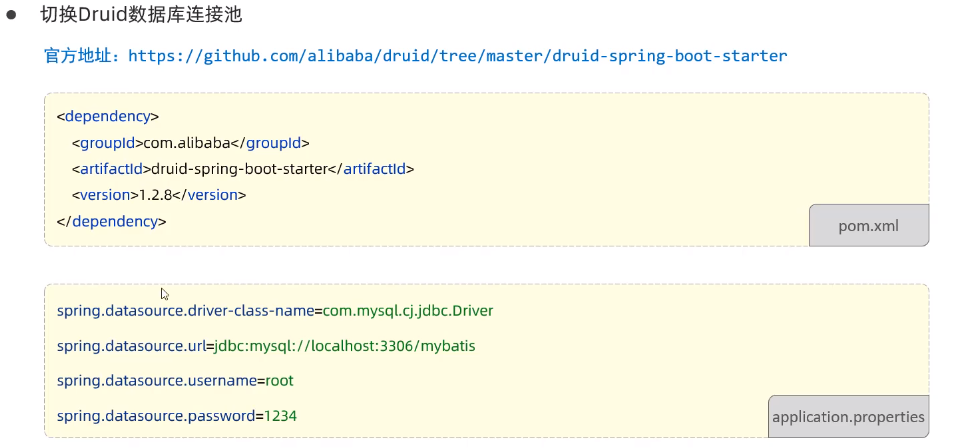 ● 切换Druid数据库连接池
官方地址：https://github.com/alibaba/druid/tree/master/druid-spring-boot-starter
<dependency>
<groupId>com.alibaba</groupId>
<artifactId>druid-spring-boot-starter</artifactId>
<version>1.2.8</version>
</dependency>
pom.xml
spring.datasource.driver-class-name=com.mysql.cj.jdbc.Driver
spring.datasource.url=jdbc:mysql://localhost:3306/mybatis
spring.datasource.username=root
spring.datasource.password=1234
application.properties